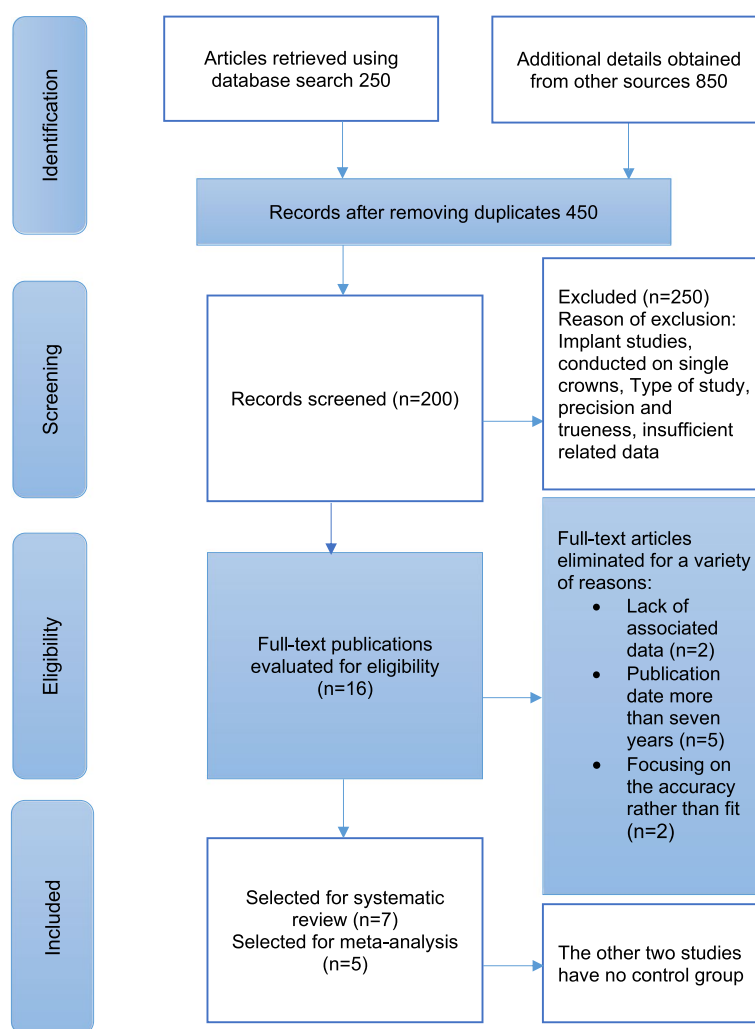 Identification
Articles retrieved using
database search 250
Additional details obtained
from other sources 850
Records after removing duplicates 450
Screening
Records screened (n=200)
Excluded (n=250)
Reason of exclusion:
Implant studies,
conducted on single
crowns, Type of study,
precision and
trueness, insufficient
related data
Eligibility
Full-text publications
evaluated for eligibility
(n=16)
Full-text articles
eliminated for a variety
of reasons:
• Lack of
associated
data (n=2)
• Publication
date more
than seven
years (n=5)
• Focusing on
the accuracy
rather than fit
(n=2)
Included
Selected for systematic
review (n=7)
Selected for meta-analysis
(n=5)
The other two studies
have no control group